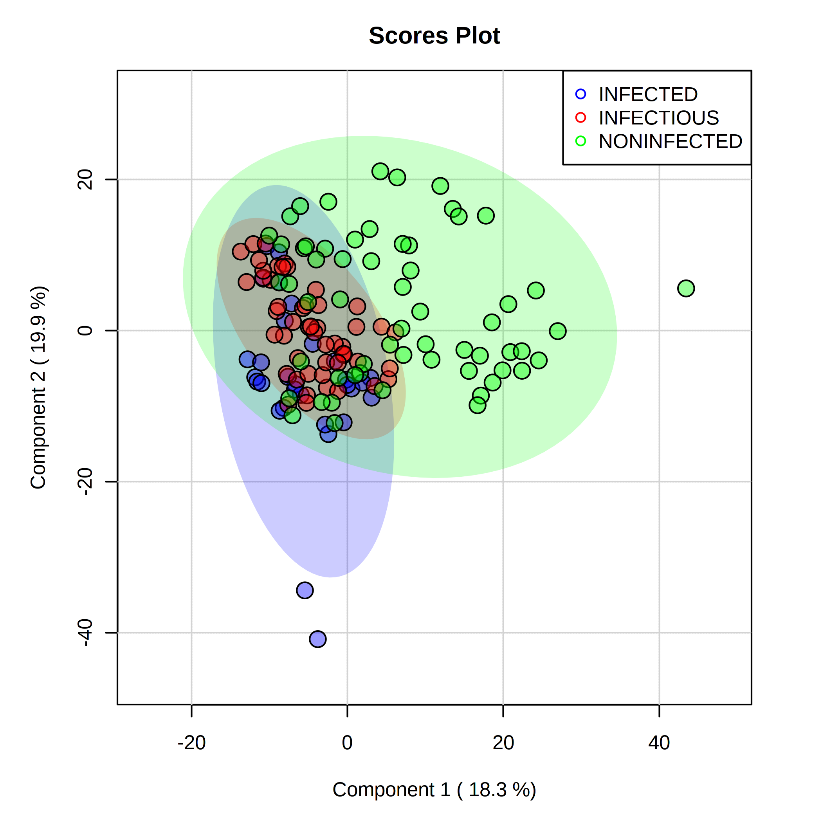 Scores Plot
INFECTED
INFECTIOUS
NONINFECTED
20
0
-20
-40
Component 2 ( 19.9 %)
-20
0
20
40
Component 1 ( 18.3 %)